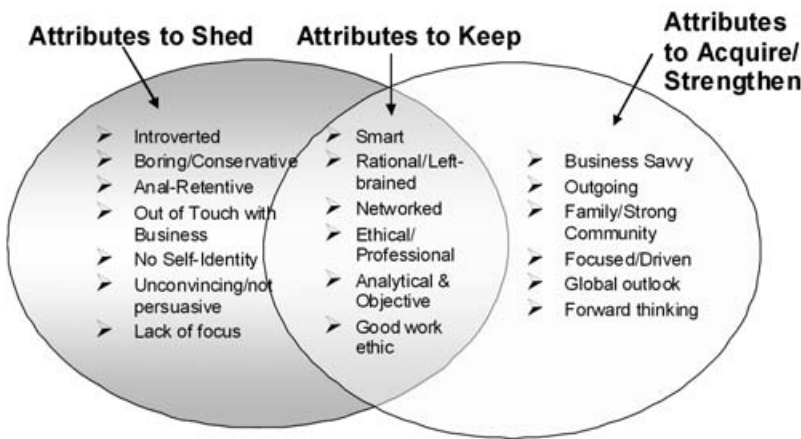 Attributes to Shed
Attributes to Keep
Attributes
to Acquire/
Strengthen
Introverted
Boring/Conservative
Anal-Retentive
Out of Touch with
Business
No Self-Identity
Unconvincing/not
persuasive
Lack of focus
Smart
Rational/Left-
brained
Networked
Ethical/
Professional
Analytical &
Objective
Good work
ethic
Business Savvy
Outgoing
Family/Strong
Community
Focused/Driven
Global outlook
Forward thinking